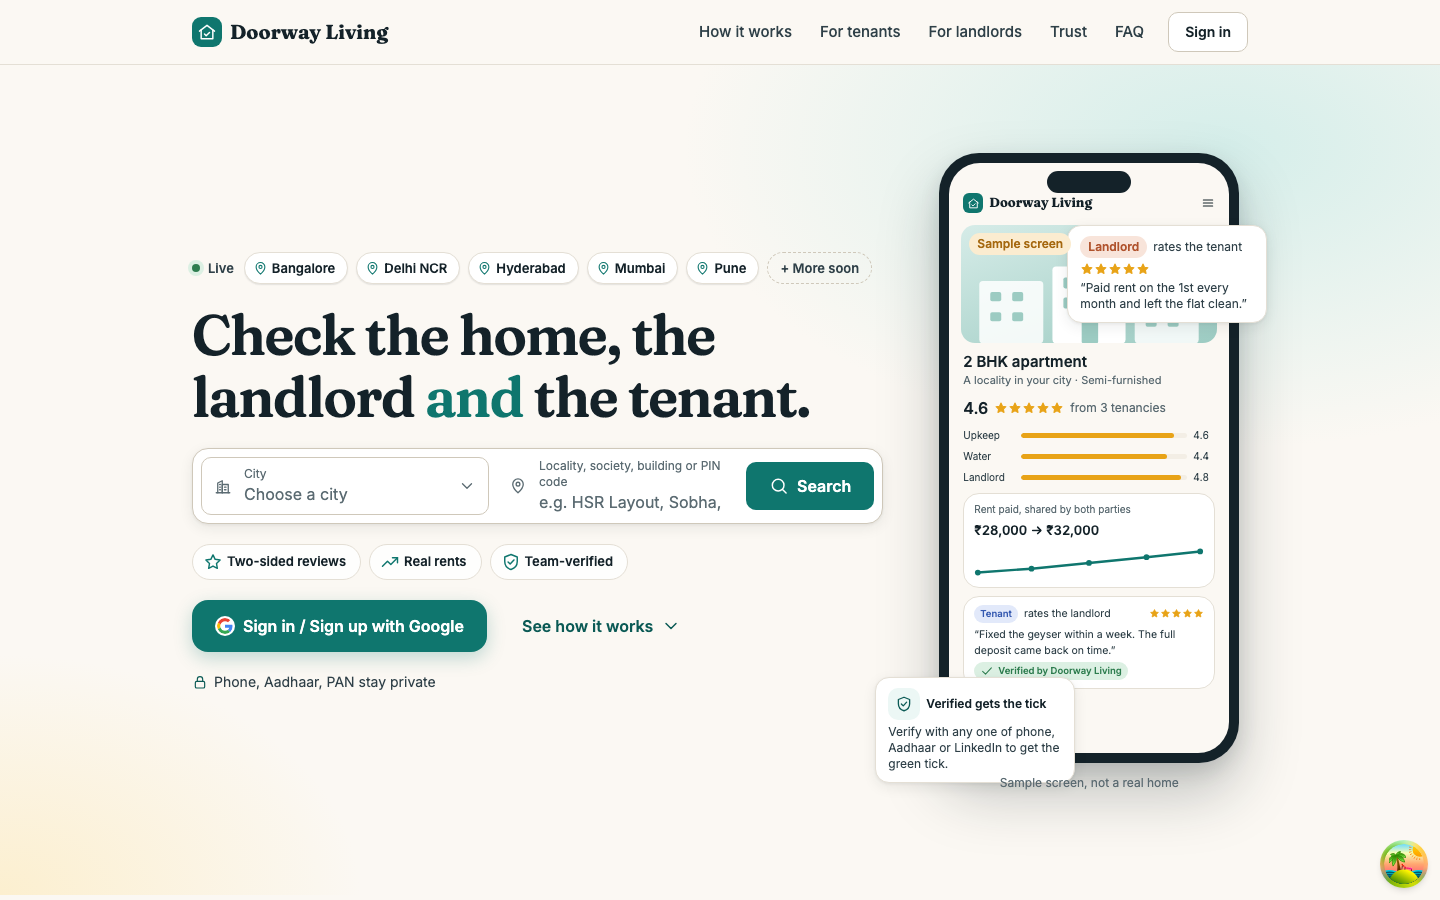 Doorway Living
How it works
For tenants
For landlords
Trust
FAQ
Sign in
Live
Bangalore
Delhi NCR
Hyderabad
Mumbai
Pune
+ More soon
Check the home, the
landlord and the tenant.
City
Choose a city
Locality, society, building or PIN
code
e.g. HSR Layout, Sobha,
Search
Two-sided reviews
Real rents
Team-verified
Sign in / Sign up with Google
See how it works
Phone, Aadhaar, PAN stay private
Doorway Living
Sample screen
Landlord rates the tenant
“Paid rent on the 1st every
month and left the flat clean.”
2 BHK apartment
A locality in your city · Semi-furnished
4.6 from 3 tenancies
Upkeep 4.6
Water 4.4
Landlord 4.8
Rent paid, shared by both parties
₹28,000 → ₹32,000
Tenant rates the landlord
“Fixed the geyser within a week. The full
deposit came back on time.”
Verified by Doorway Living
Verified gets the tick
Verify with any one of phone,
Aadhaar or LinkedIn to get the
green tick.
Sample screen, not a real home